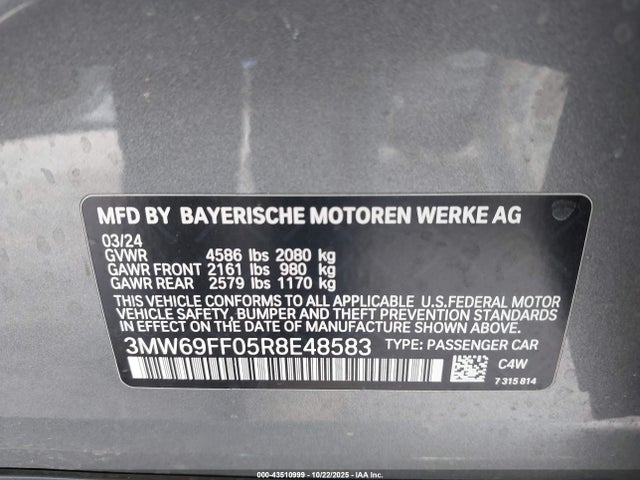 MFD BY BAYERISCHE MOTOREN WERKE AG
03/24
GVWR 4586 lbs 2080 kg
GAWR FRONT 2161 lbs 980 kg
GAWR REAR 2579 lbs 1170 kg
THIS VEHICLE CONFORMS TO ALL APPLICABLE U.S.FEDERAL MOTOR
VEHICLE SAFETY, BUMPER AND THEFT PREVENTION STANDARDS IN
EFFECT ON THE DATE OF MANUFACTURE SHOWN ABOVE.
3MW69FF05R8E48583 TYPE: PASSENGER CAR
C4W
7 315 814
000-43510999 - 10/22/2025 - IAA Inc.